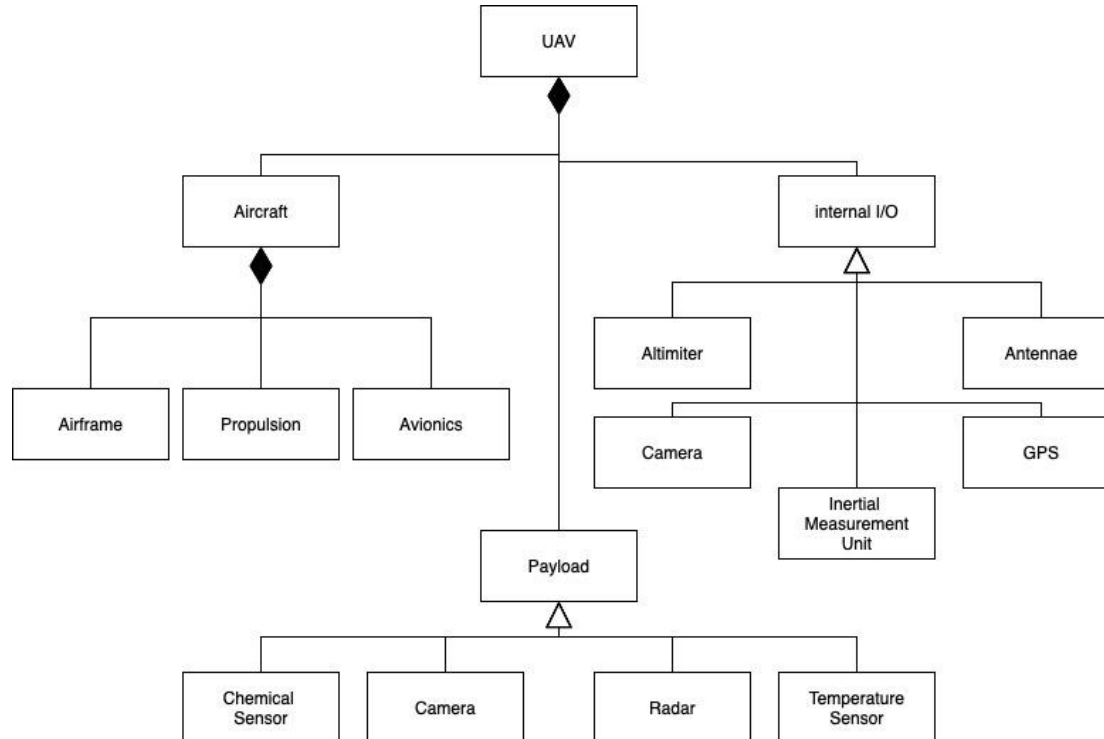 UAV
Aircraft
internal I/O
Altimiter
Antennae
Airframe
Propulsion
Avionics
Camera
GPS
Inertial
Measurement
Unit
Payload
Chemical
Sensor
Camera
Radar
Temperature
Sensor